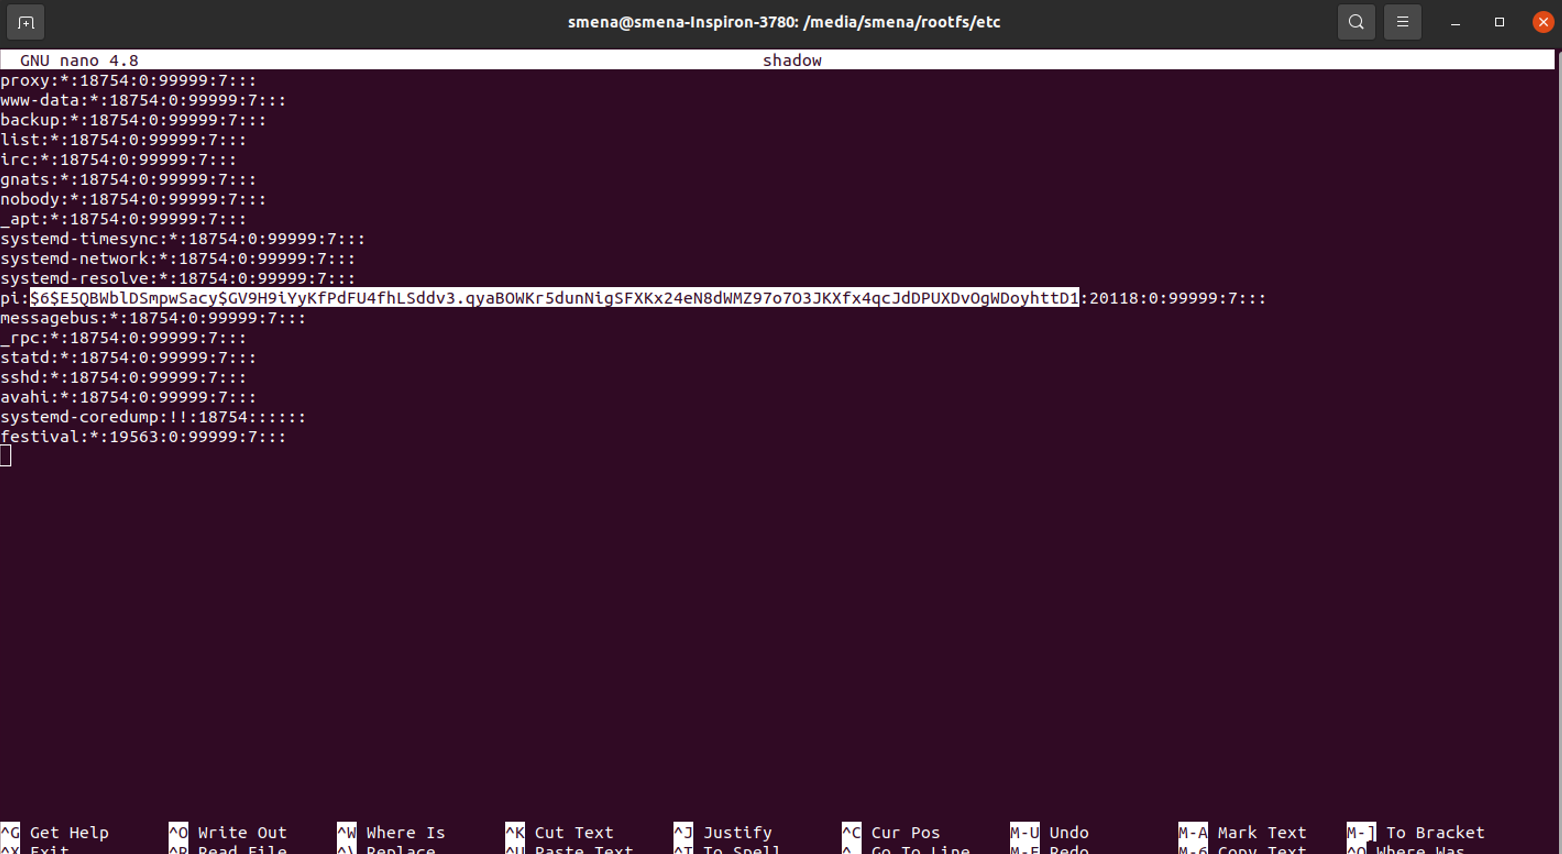 smena@smena-Inspiron-3780: /media/smena/rootfs/etc
GNU nano 4.8 shadow
proxy:*:18754:0:99999:7:::
www-data:*:18754:0:99999:7:::
backup:*:18754:0:99999:7:::
list:*:18754:0:99999:7:::
irc:*:18754:0:99999:7:::
gnats:*:18754:0:99999:7:::
nobody:*:18754:0:99999:7:::
_apt:*:18754:0:99999:7:::
systemd-timesync:*:18754:0:99999:7:::
systemd-network:*:18754:0:99999:7:::
systemd-resolve:*:18754:0:99999:7:::
pi:$6$E5QBWblDSmpwSacy$GV9H9iYyKfPdFU4fhLSddv3.qyaBOWKr5dunNigSFXKx24eN8dWMZ97o7O3JKXfx4qcJdDPUXDvOgWDoyhttD1:20118:0:99999:7:::
messagebus:*:18754:0:99999:7:::
_rpc:*:18754:0:99999:7:::
statd:*:18754:0:99999:7:::
sshd:*:18754:0:99999:7:::
avahi:*:18754:0:99999:7:::
systemd-coredump:!!:18754::::::
festival:*:19563:0:99999:7:::
^G Get Help ^O Write Out ^W Where Is ^K Cut Text ^J Justify ^C Cur Pos M-U Undo M-A Mark Text M-] To Bracket
^X Exit ^R Read File ^\ Replace ^U Paste Text ^T To Spell ^_ Go To Line M-E Redo M-6 Copy Text ^Q Where Was